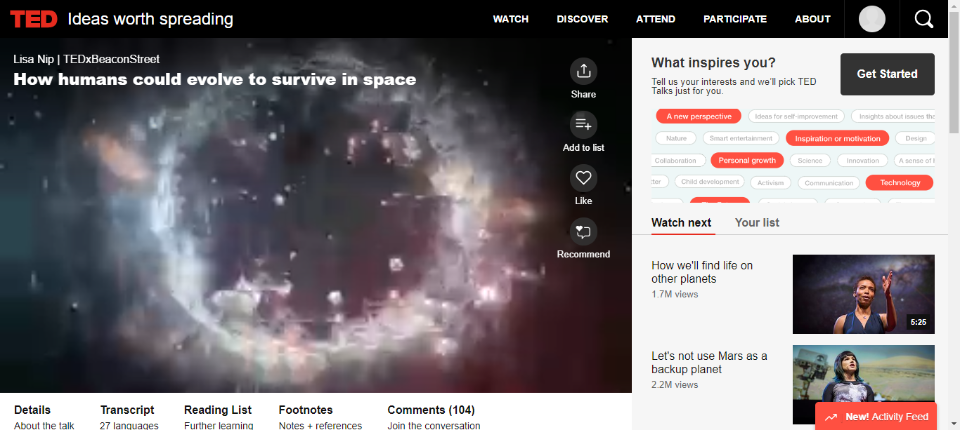 TED Ideas worth spreading
WATCH DISCOVER ATTEND PARTICIPATE ABOUT
Lisa Nip | TEDxBeaconStreet
How humans could evolve to survive in space
Share
Add to list
Like
Recommend
What inspires you?
Tell us your interests and we'll pick TED
Talks just for you.
Get Started
A new perspective Ideas for self-improvement Insights about issues
Nature Smart entertainment Inspiration or motivation Design
Collaboration Personal growth Science Innovation A sense of
Child development Activism Communication Technology
Watch next Your list
How we'll find life on
other planets
1.7M views
5:25
Let's not use Mars as a
backup planet
2.2M views
New! Activity Feed
Details Transcript Reading List Footnotes Comments (104)
About the talk 27 languages Further learning Notes + references Join the conversation